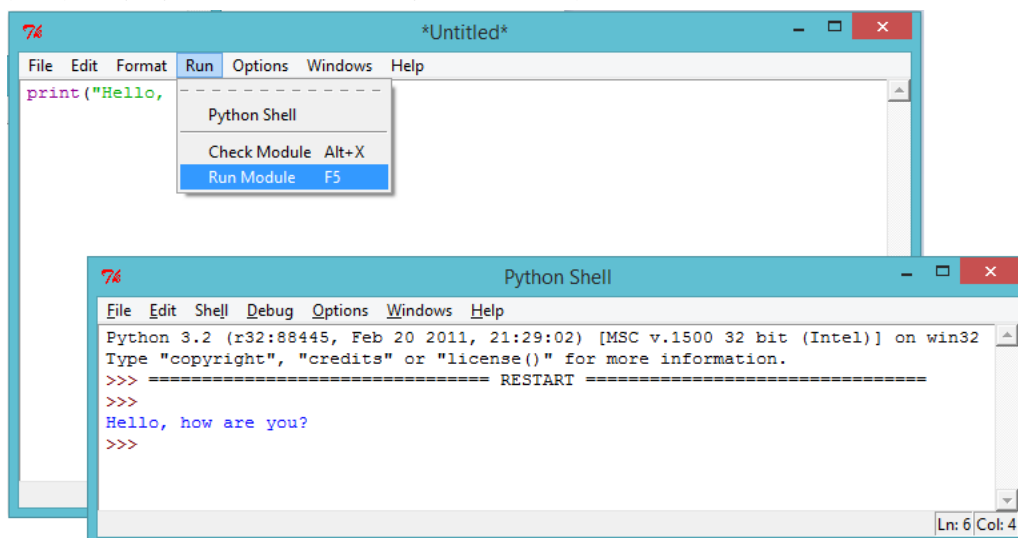 *Untitled*
File Edit Format Run Options Windows Help
print("Hello,
Python Shell
Check Module Alt+X
Run Module F5
Python Shell
File Edit Shell Debug Options Windows Help
Python 3.2 (r32:88445, Feb 20 2011, 21:29:02) [MSC v.1500 32 bit (Intel)] on win32
Type "copyright", "credits" or "license()" for more information.
>>> ================================ RESTART ================================
>>>
Hello, how are you?
>>>
Ln: 6 Col: 4